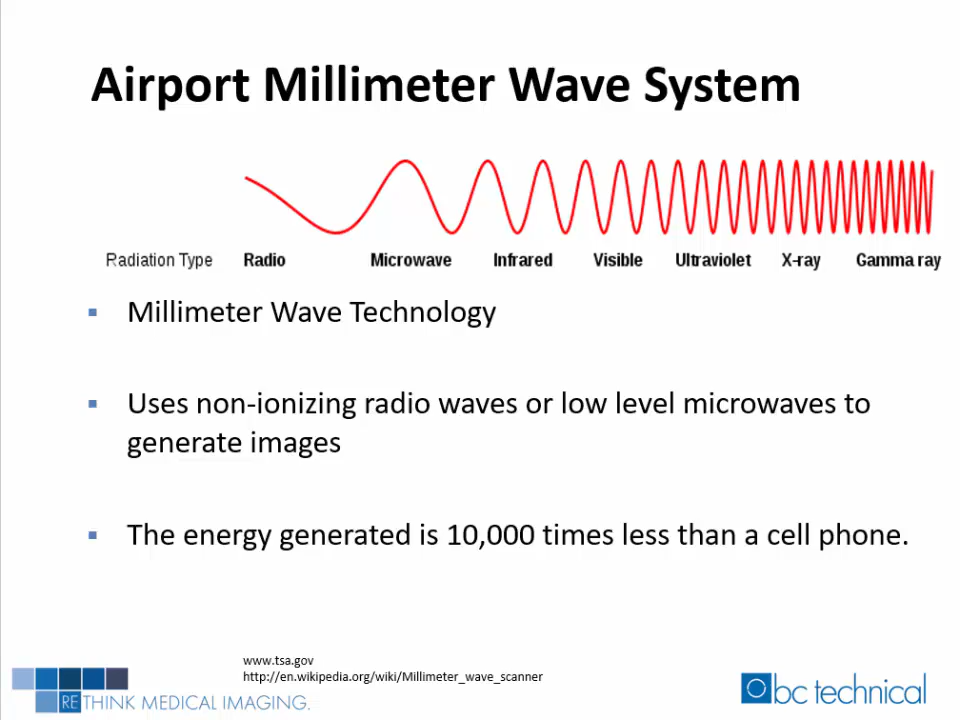 Airport Millimeter Wave System
Radiation Type Radio Microwave Infrared Visible Ultraviolet X-ray Gamma ray
▪ Millimeter Wave Technology
▪ Uses non-ionizing radio waves or low level microwaves to
generate images
▪ The energy generated is 10,000 times less than a cell phone.
www.tsa.gov
http://en.wikipedia.org/wiki/Millimeter_wave_scanner
RETHINK MEDICAL IMAGING.
bc technical